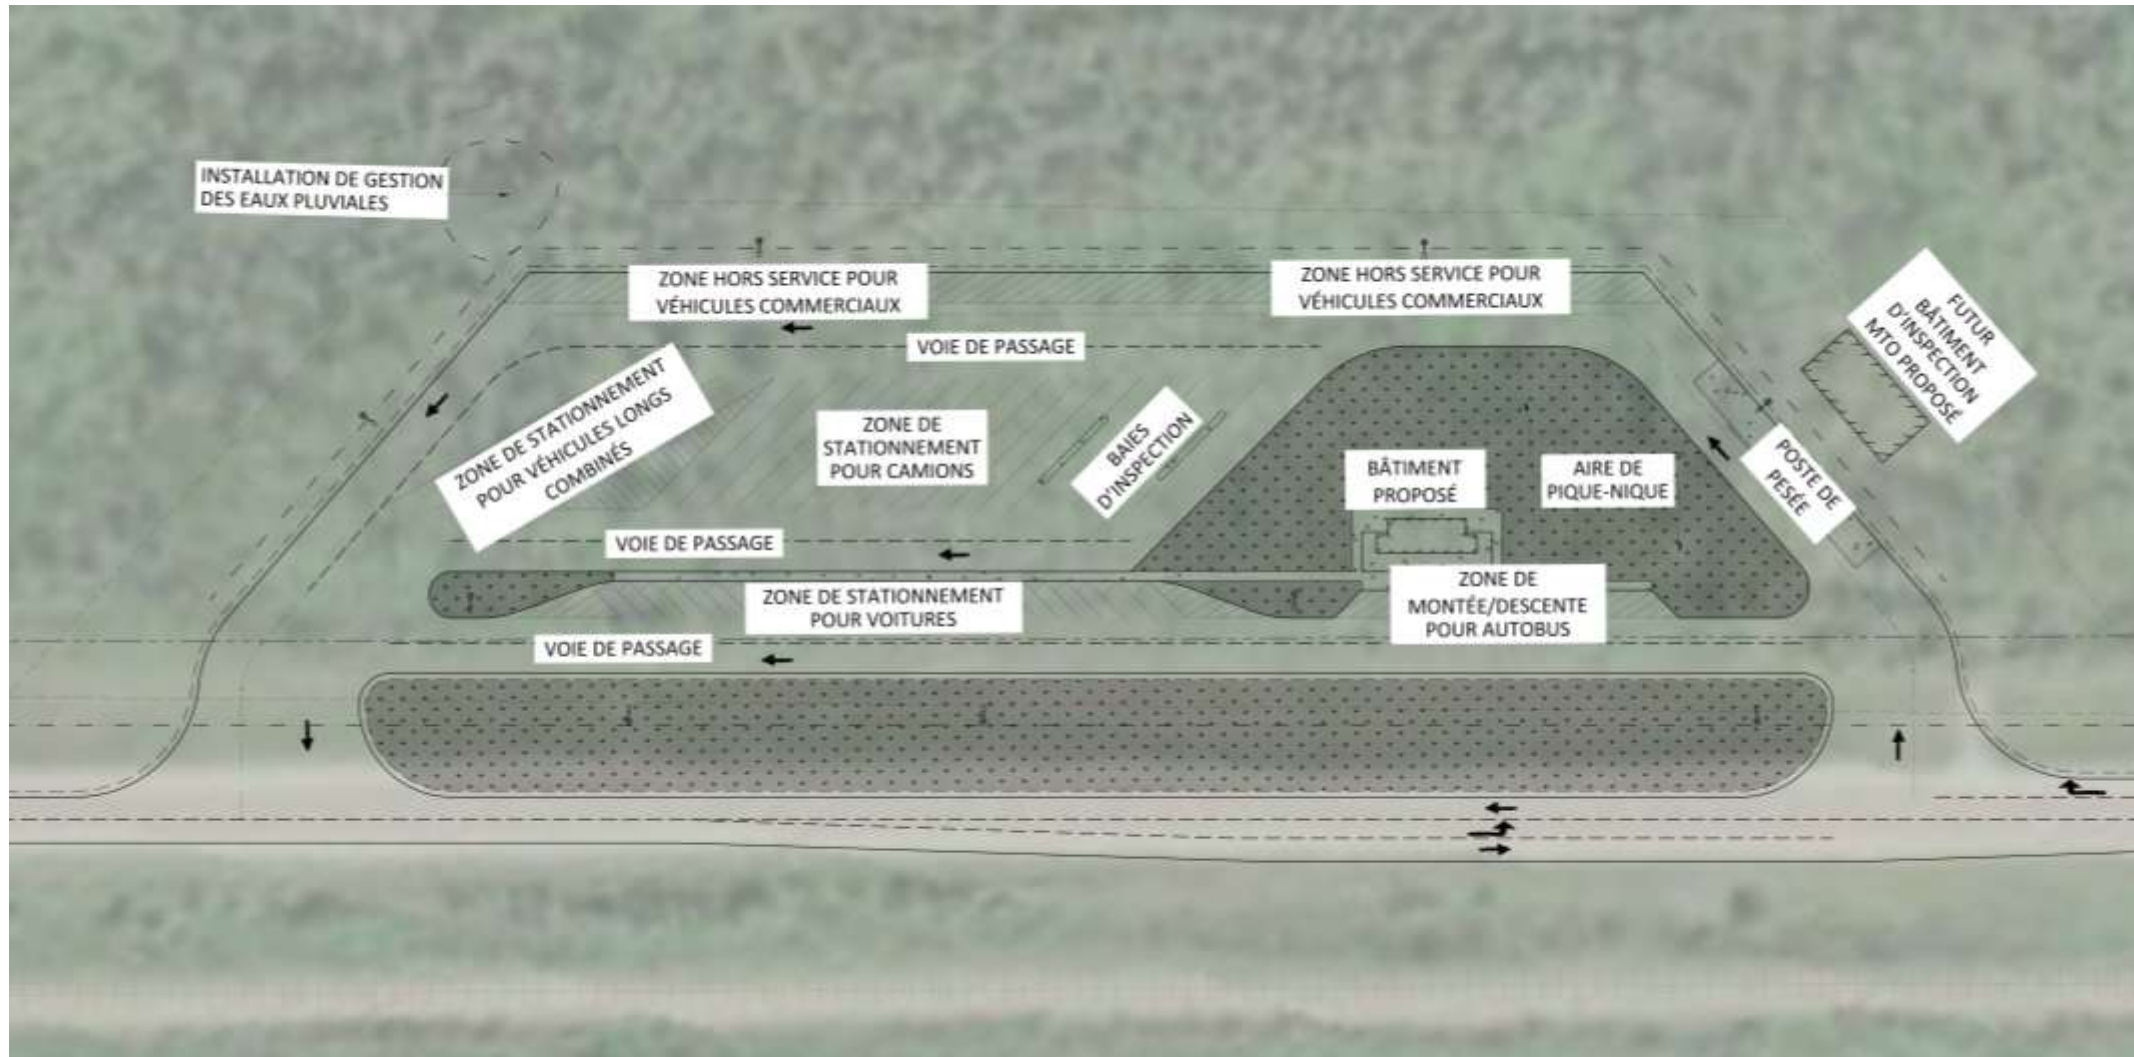 INSTALLATION DE GESTION
DES EAUX PLUVIALES
ZONE HORS SERVICE POUR
VÉHICULES COMMERCIAUX
ZONE HORS SERVICE POUR
VÉHICULES COMMERCIAUX
FUTUR
BÂTIMENT
D'INSPECTION
MTO PROPOSÉ
VOIE DE PASSAGE
ZONE DE STATIONNEMENT
POUR VÉHICULES LONGS
COMBINÉS
ZONE DE
STATIONNEMENT
POUR CAMIONS
BAIES
D'INSPECTION
BÂTIMENT
PROPOSÉ
AIRE DE
PIQUE-NIQUE
POSTE DE
PESÉE
VOIE DE PASSAGE
ZONE DE STATIONNEMENT
POUR VOITURES
ZONE DE
MONTÉE/DESCENTE
POUR AUTOBUS
VOIE DE PASSAGE